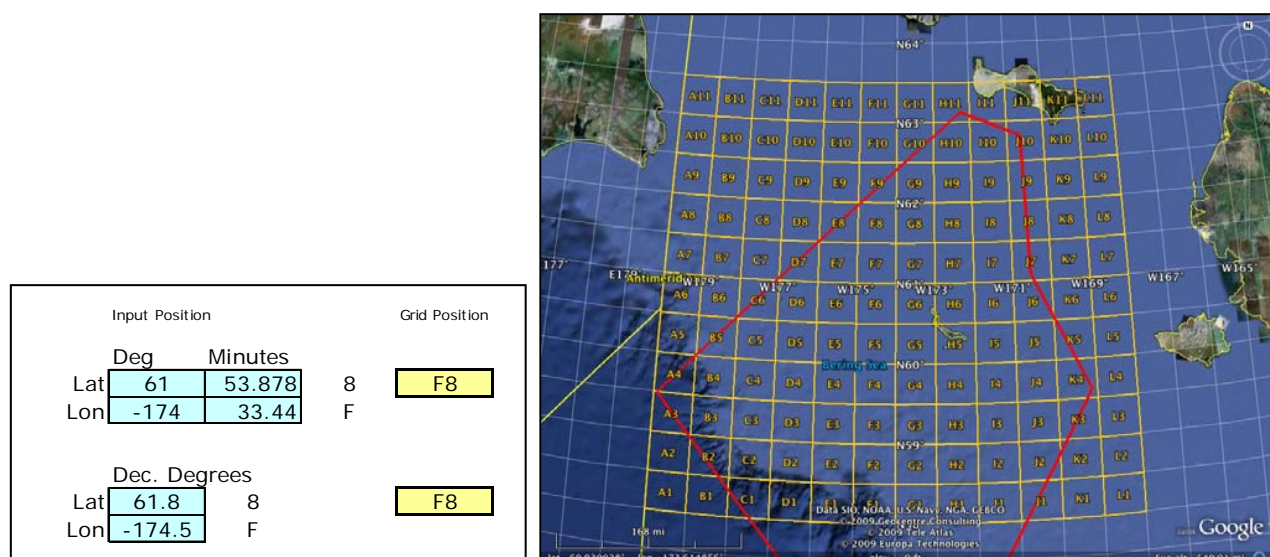 Input Position Grid Position
Deg Minutes
Lat 61 53.878 8 F8
Lon -174 33.44 F
Dec. Degrees
Lat 61.8 8 F8
Lon -174.5 F
N
N64°
A11 B11 C11 D11 E11 F11 G11 H11 I11 J11 K11 L11
N63°
A10 B10 C10 D10 E10 F10 G10 H10 I10 J10 K10 L10
A9 B9 C9 D9 E9 F9 G9 H9 I9 J9 K9 L9
N62°
A8 B8 C8 D8 E8 F8 G8 H8 I8 J8 K8 L8
A7 B7 C7 D7 E7 F7 G7 H7 I7 J7 K7 L7
177° E179° W179° W177° W175° N61° W173° W171° W169° W167° W165°
A6 B6 C6 D6 E6 F6 G6 H6 I6 J6 K6 L6
A5 B5 C5 D5 E5 F5 G5 H5 I5 J5 K5 L5
Bering Sea N60°
A4 B4 C4 D4 E4 F4 G4 H4 I4 J4 K4 L4
A3 B3 C3 D3 E3 F3 G3 H3 I3 J3 K3 L3
N59°
A2 B2 C2 D2 E2 F2 G2 H2 I2 J2 K2 L2
A1 B1 C1 D1 E1 F1 G1 H1 I1 J1 K1 L1
Data SIO, NOAA, U.S. Navy, NGA, GEBCO
© 2009 Geocentre Consulting
© 2009 Tele Atlas
© 2009 Europa Technologies
168 mi
Google